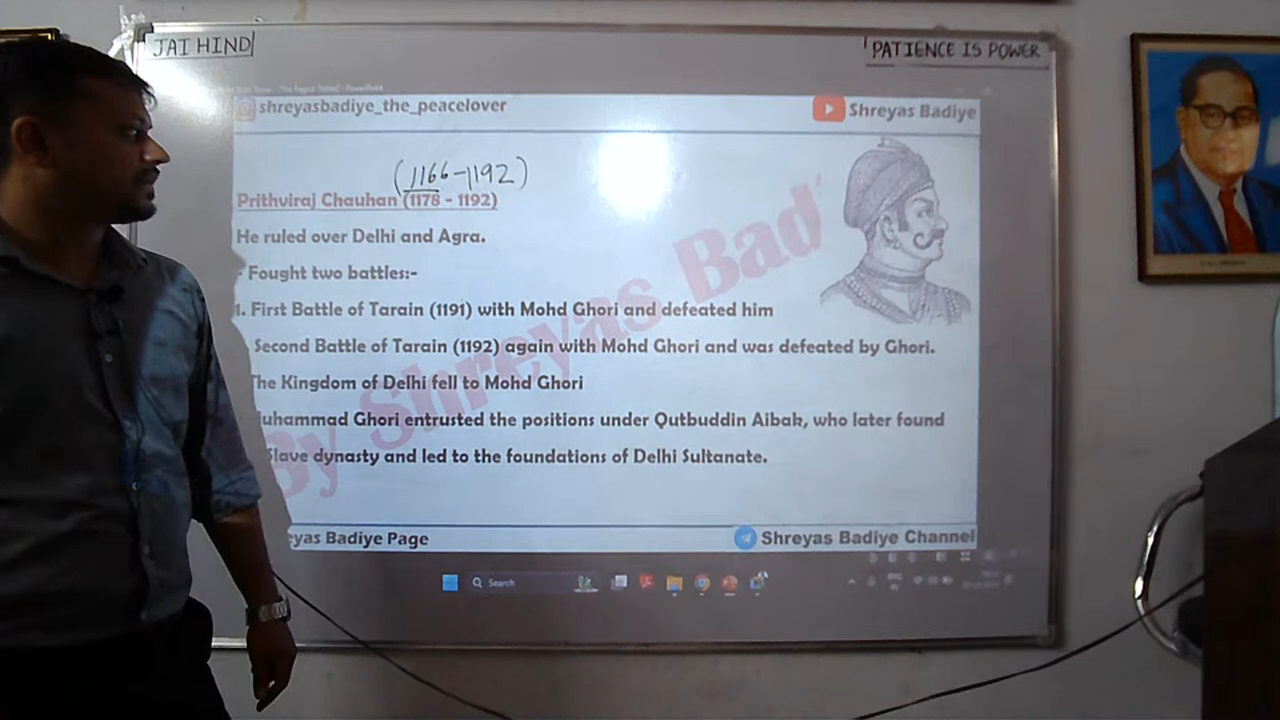 JAI HIND
PATIENCE IS POWER
shreyasbadiye_the_peacelover
Shreyas Badiye
(1166-1192)
Prithviraj Chauhan (1178 - 1192)
He ruled over Delhi and Agra.
Fought two battles:-
1. First Battle of Tarain (1191) with Mohd Ghori and defeated him
Second Battle of Tarain (1192) again with Mohd Ghori and was defeated by Ghori.
The Kingdom of Delhi fell to Mohd Ghori
uhammad Ghori entrusted the positions under Qutbuddin Aibak, who later found
Slave dynasty and led to the foundations of Delhi Sultanate.
By Shreyas Bad
eyas Badiye Page
Shreyas Badiye Channel
Search